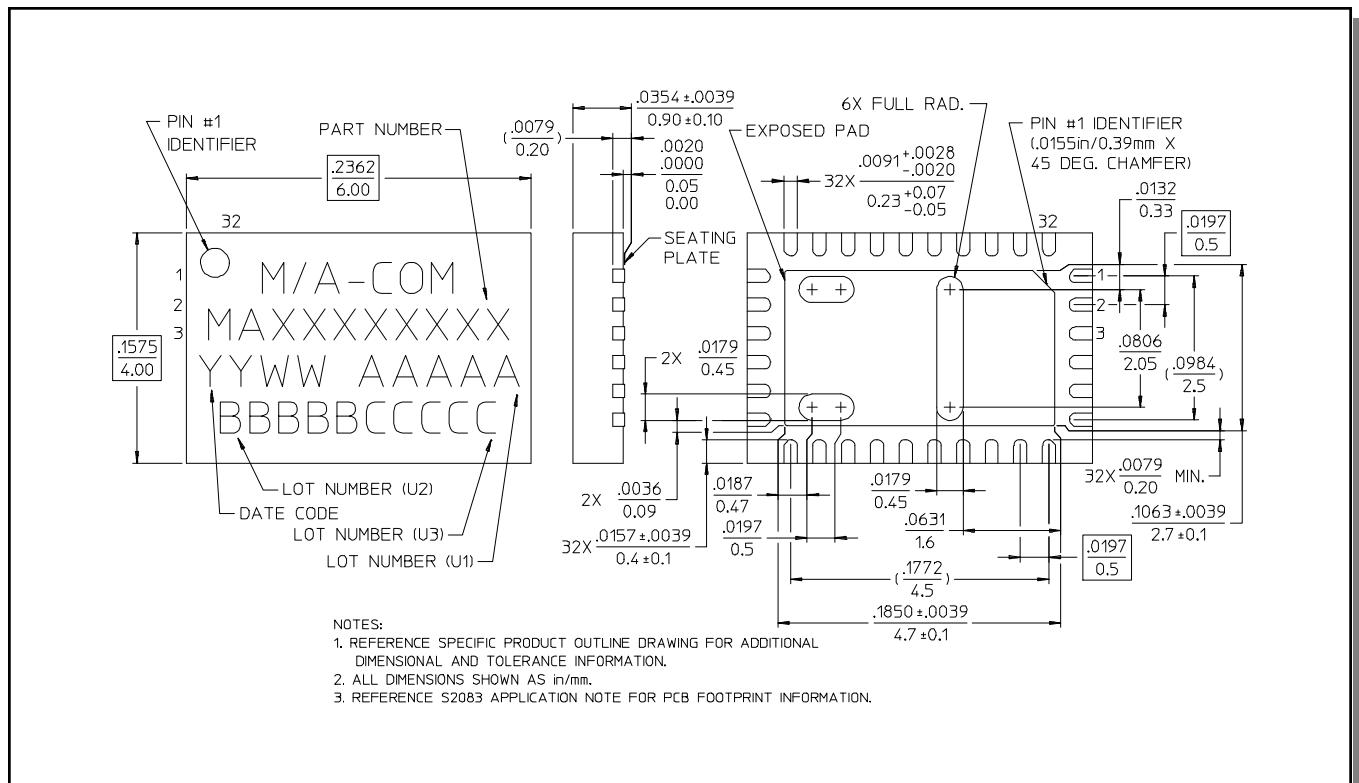 PIN #1
IDENTIFIER
PART NUMBER
.2362
6.00
32
1
2
3
.1575
4.00
M/A-COM
MAXXXXXXXXX
YYWW AAAAA
BBBBBCCCCC
LOT NUMBER (U2)
DATE CODE
LOT NUMBER (U3)
LOT NUMBER (U1)
.0354 ±.0039
0.90 ±0.10
(.0079
0.20)
.0020
.0000
0.05
0.00
SEATING
PLATE
2X .0179
0.45
2X .0036
0.09
32X .0157±.0039
0.4 ±0.1
6X FULL RAD.
EXPOSED PAD
32X .0091 +.0028
-.0020
0.23 +0.07
-0.05
PIN #1 IDENTIFIER
(.0155in/0.39mm X
45 DEG. CHAMFER)
32
.0132
0.33
.0197
0.5
1
2
3
.0806
2.05
(.0984
2.5)
32X .0079 MIN.
0.20
.1063 ±.0039
2.7 ±0.1
.0187
0.47
.0197
0.5
.0179
0.45
.0631
1.6
.0197
0.5
(.1772
4.5)
.1850 ±.0039
4.7 ±0.1
NOTES:
1. REFERENCE SPECIFIC PRODUCT OUTLINE DRAWING FOR ADDITIONAL
DIMENSIONAL AND TOLERANCE INFORMATION.
2. ALL DIMENSIONS SHOWN AS in/mm.
3. REFERENCE S2083 APPLICATION NOTE FOR PCB FOOTPRINT INFORMATION.